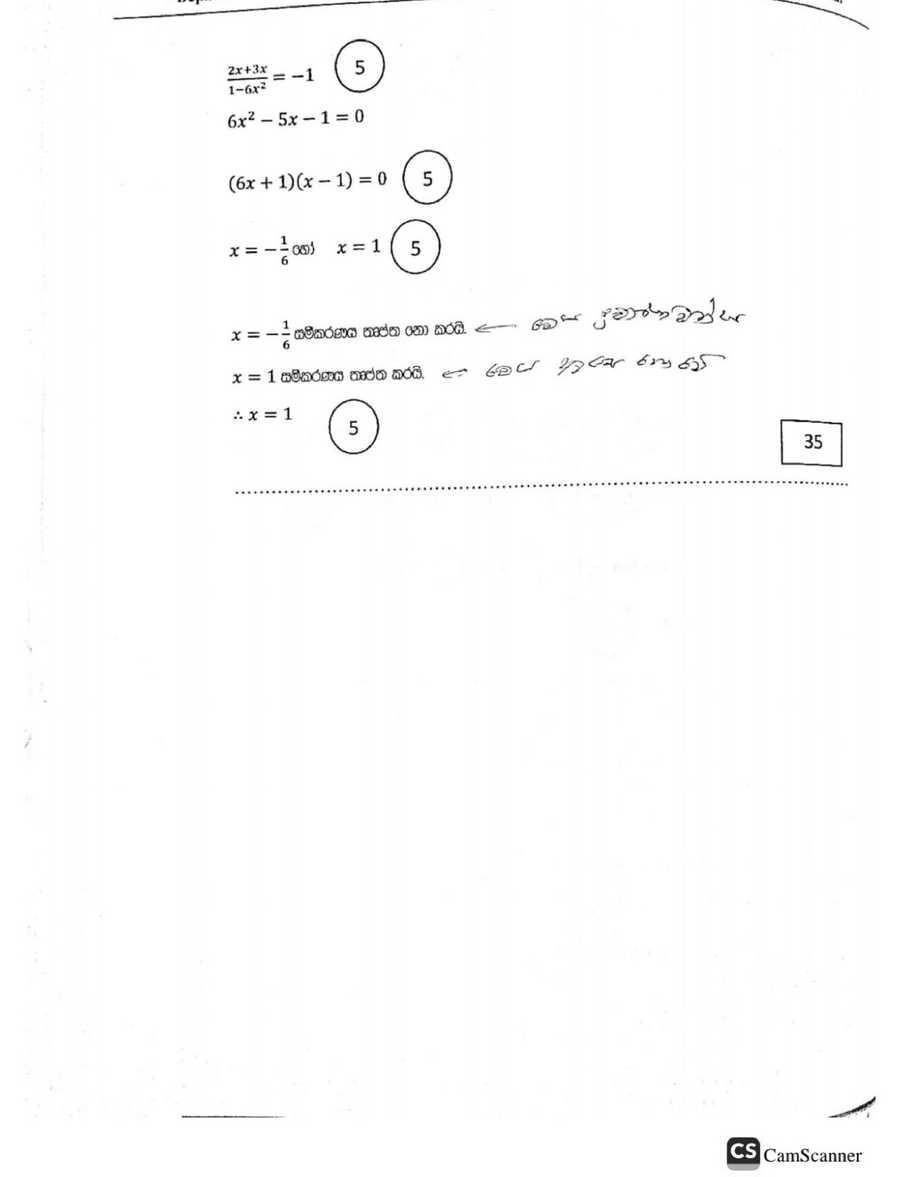 2x+3x / 1−6x² = −1 5
6x² − 5x − 1 = 0
(6x + 1)(x − 1) = 0 5
x = −1/6 හෝ x = 1 5
x = −1/6 සමීකරණය තෘප්ත නො කරයි. ← මෙය
x = 1 සමීකරණය තෘප්ත කරයි. ← මෙය
∴ x = 1 5
35
CS CamScanner